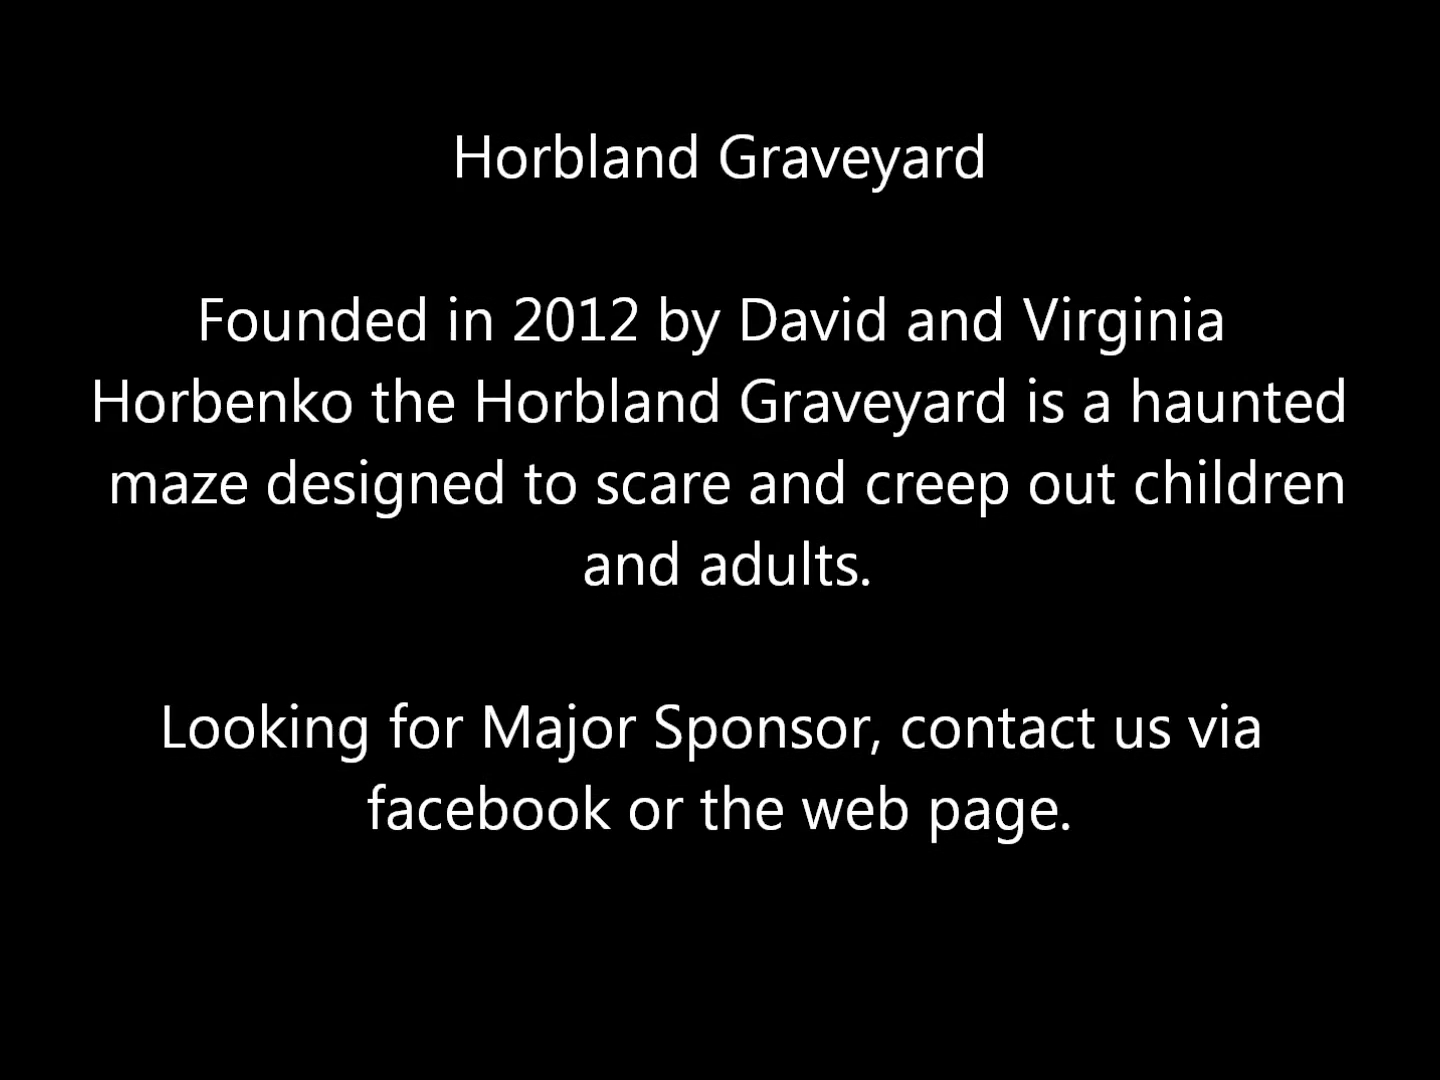 Horbland Graveyard
Founded in 2012 by David and Virginia
Horbenko the Horbland Graveyard is a haunted
maze designed to scare and creep out children
and adults.
Looking for Major Sponsor, contact us via
facebook or the web page.